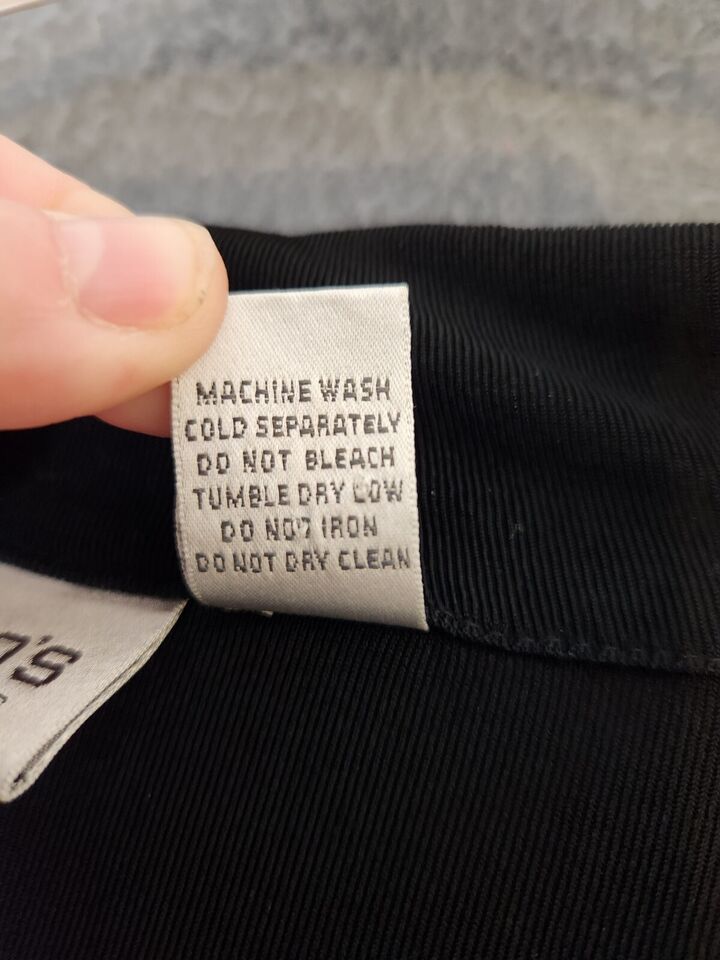 MACHINE WASH
COLD SEPARATELY
DO NOT BLEACH
TUMBLE DRY LOW
DO NOT IRON
DO NOT DRY CLEAN
'S